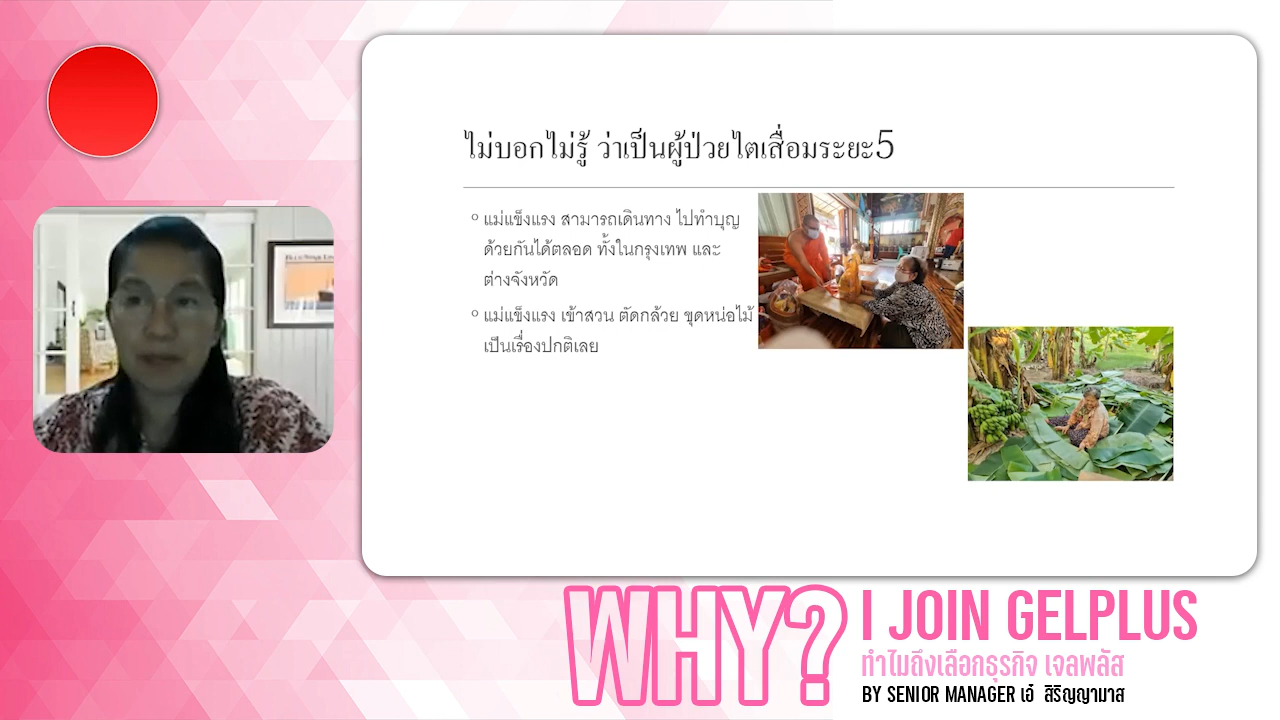 ไม่บอกไม่รู้ ว่าเป็นผู้ป่วยไตเสื่อมระยะ5
แม่แข็งแรง สามารถเดินทาง ไปทำบุญ
ด้วยกันได้ตลอด ทั้งในกรุงเทพ และ
ต่างจังหวัด
แม่แข็งแรง เข้าสวน ตัดกล้วย ขุดหน่อไม้
เป็นเรื่องปกติเลย
WHY? I JOIN GELPLUS
ทำไมถึงเลือกธุรกิจ เจลพลัส
BY SENIOR MANAGER เอ๋ สิริญญามาส